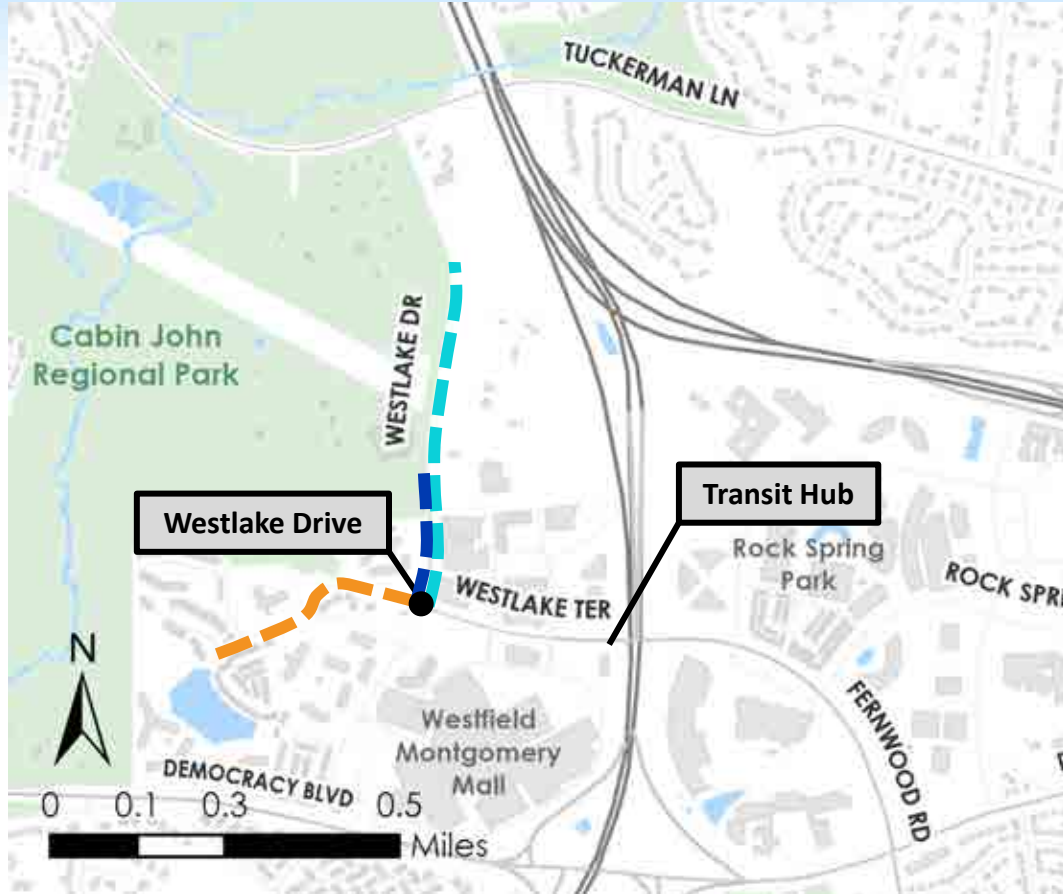 TUCKERMAN LN
WESTLAKE DR
Cabin John
Regional Park
Westlake Drive
Transit Hub
Rock Spring
Park
ROCK SPRI
WESTLAKE TER
N
FERNWOOD RD
Westfield
Montgomery
Mall
DEMOCRACY BLVD
0 0.1 0.3 0.5
Miles